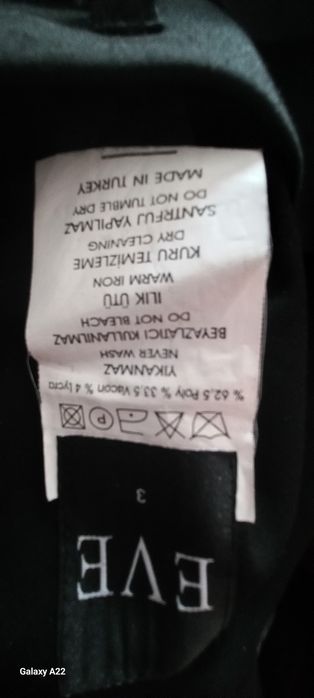 EVE
3
P
% 62,5 Poly % 33,5 Viscon % 4 Lycra
YIKANMAZ
NEVER WASH
BEYAZLATICI KULLANILMAZ
DO NOT BLEACH
ILIK ÜTÜ
WARM IRON
KURU TEMİZLEME
DRY CLEANING
SANTRFUJ YAPILMAZ
DO NOT TUMBLE DRY
MADE IN TURKEY
Galaxy A22